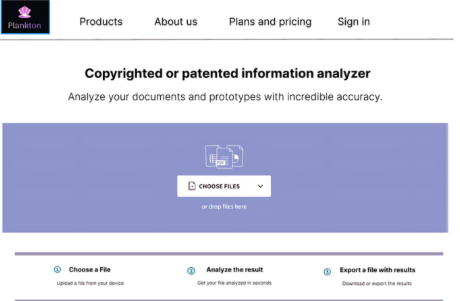 Plankton
Products About us Plans and pricing Sign in
Copyrighted or patented information analyzer
Analyze your documents and prototypes with incredible accuracy.
PDF
CHOOSE FILES
or drop files here
1 Choose a File
Upload a file from your device
2 Analyze the result
Get your file analyzed in seconds
3 Export a file with results
Download or export the results